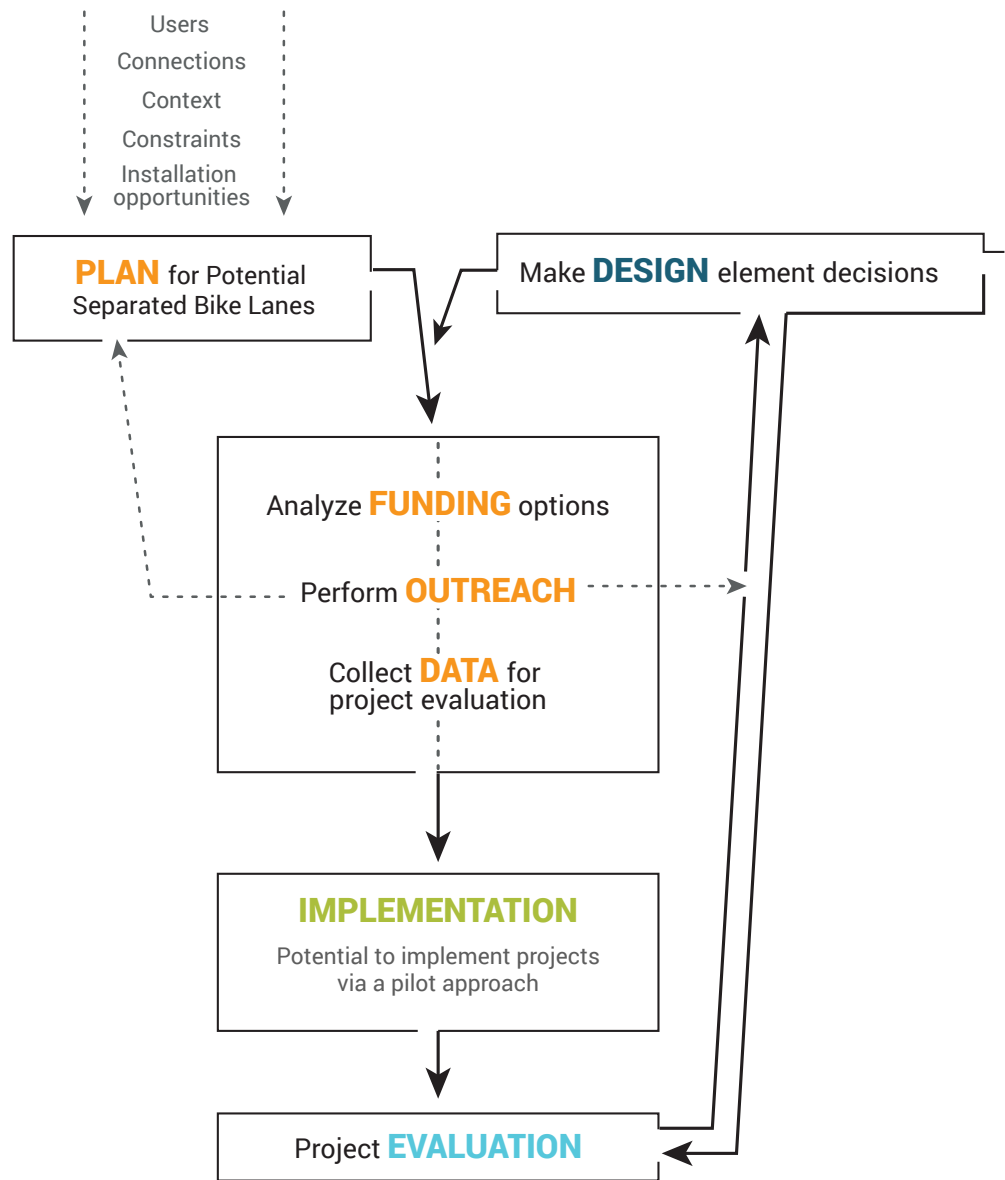 Users
Connections
Context
Constraints
Installation
opportunities
PLAN for Potential
Separated Bike Lanes
Make DESIGN element decisions
Analyze FUNDING options
Perform OUTREACH
Collect DATA for
project evaluation
IMPLEMENTATION
Potential to implement projects
via a pilot approach
Project EVALUATION